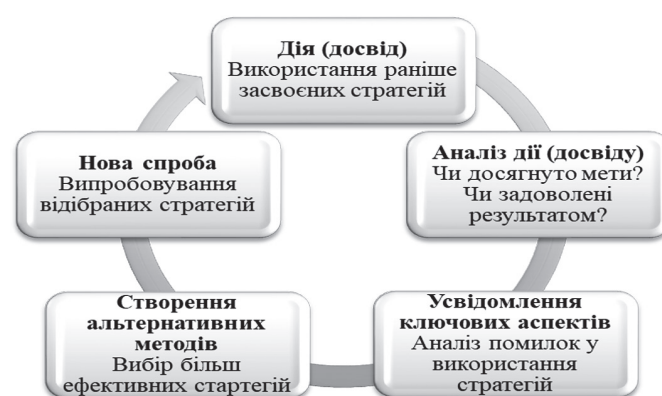 Дія (досвід)
Використання раніше
засвоєних стратегій
Аналіз дії (досвіду)
Чи досягнуто мети?
Чи задоволені
результатом?
Усвідомлення
ключових аспектів
Аналіз помилок у
використання
стратегій
Створення
альтернативних
методів
Вибір більш
ефективних стартегій
Нова спроба
Випробовування
відібраних стратегій